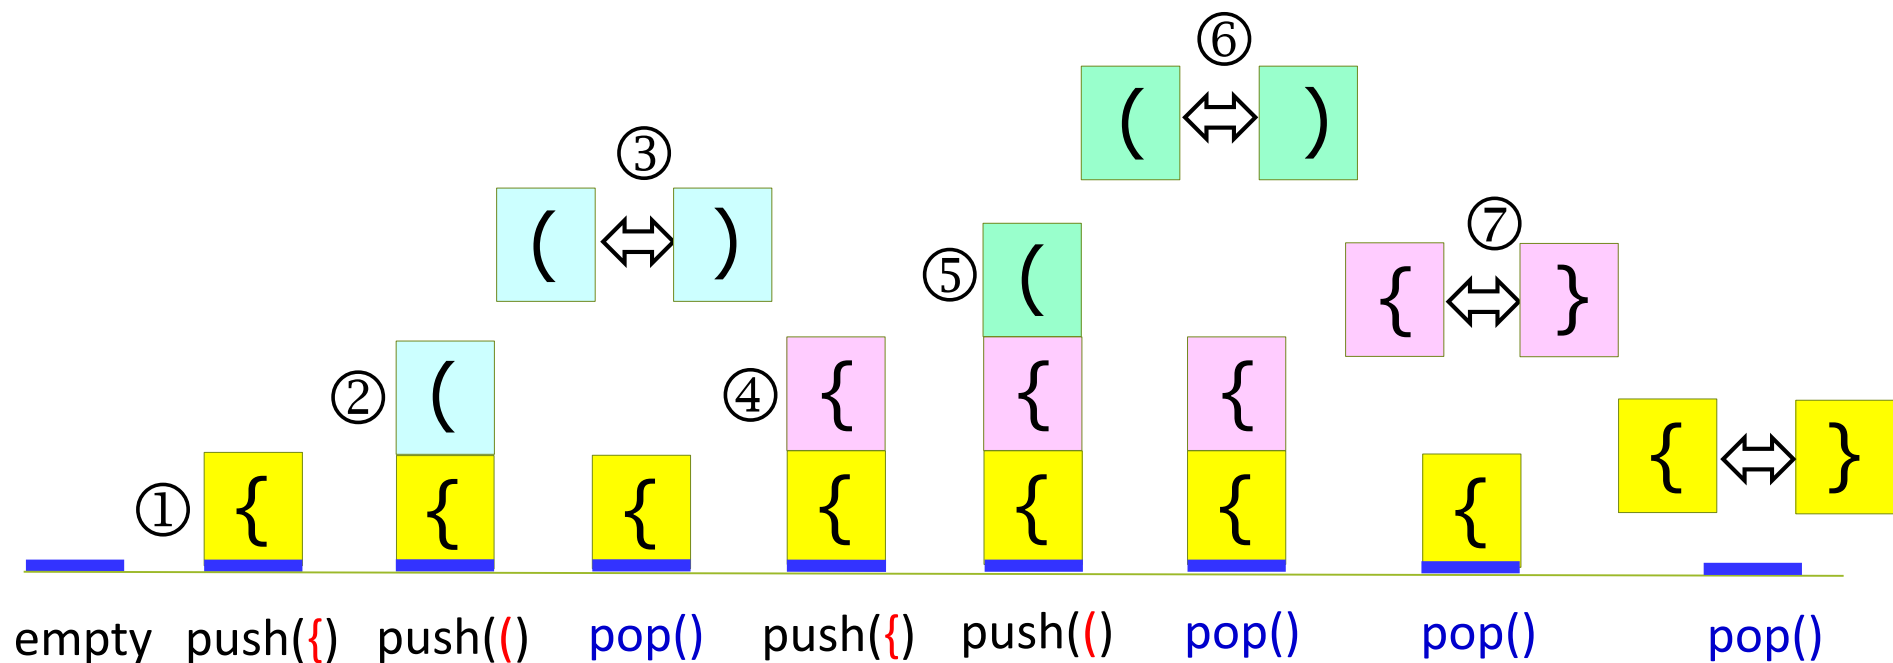 ⑥
( )
③
( ) ⑤ ( ⑦ { }
② ( ④ { { { { }
① { { { { { { {
empty push({) push(() pop() push({) push(() pop() pop() pop()